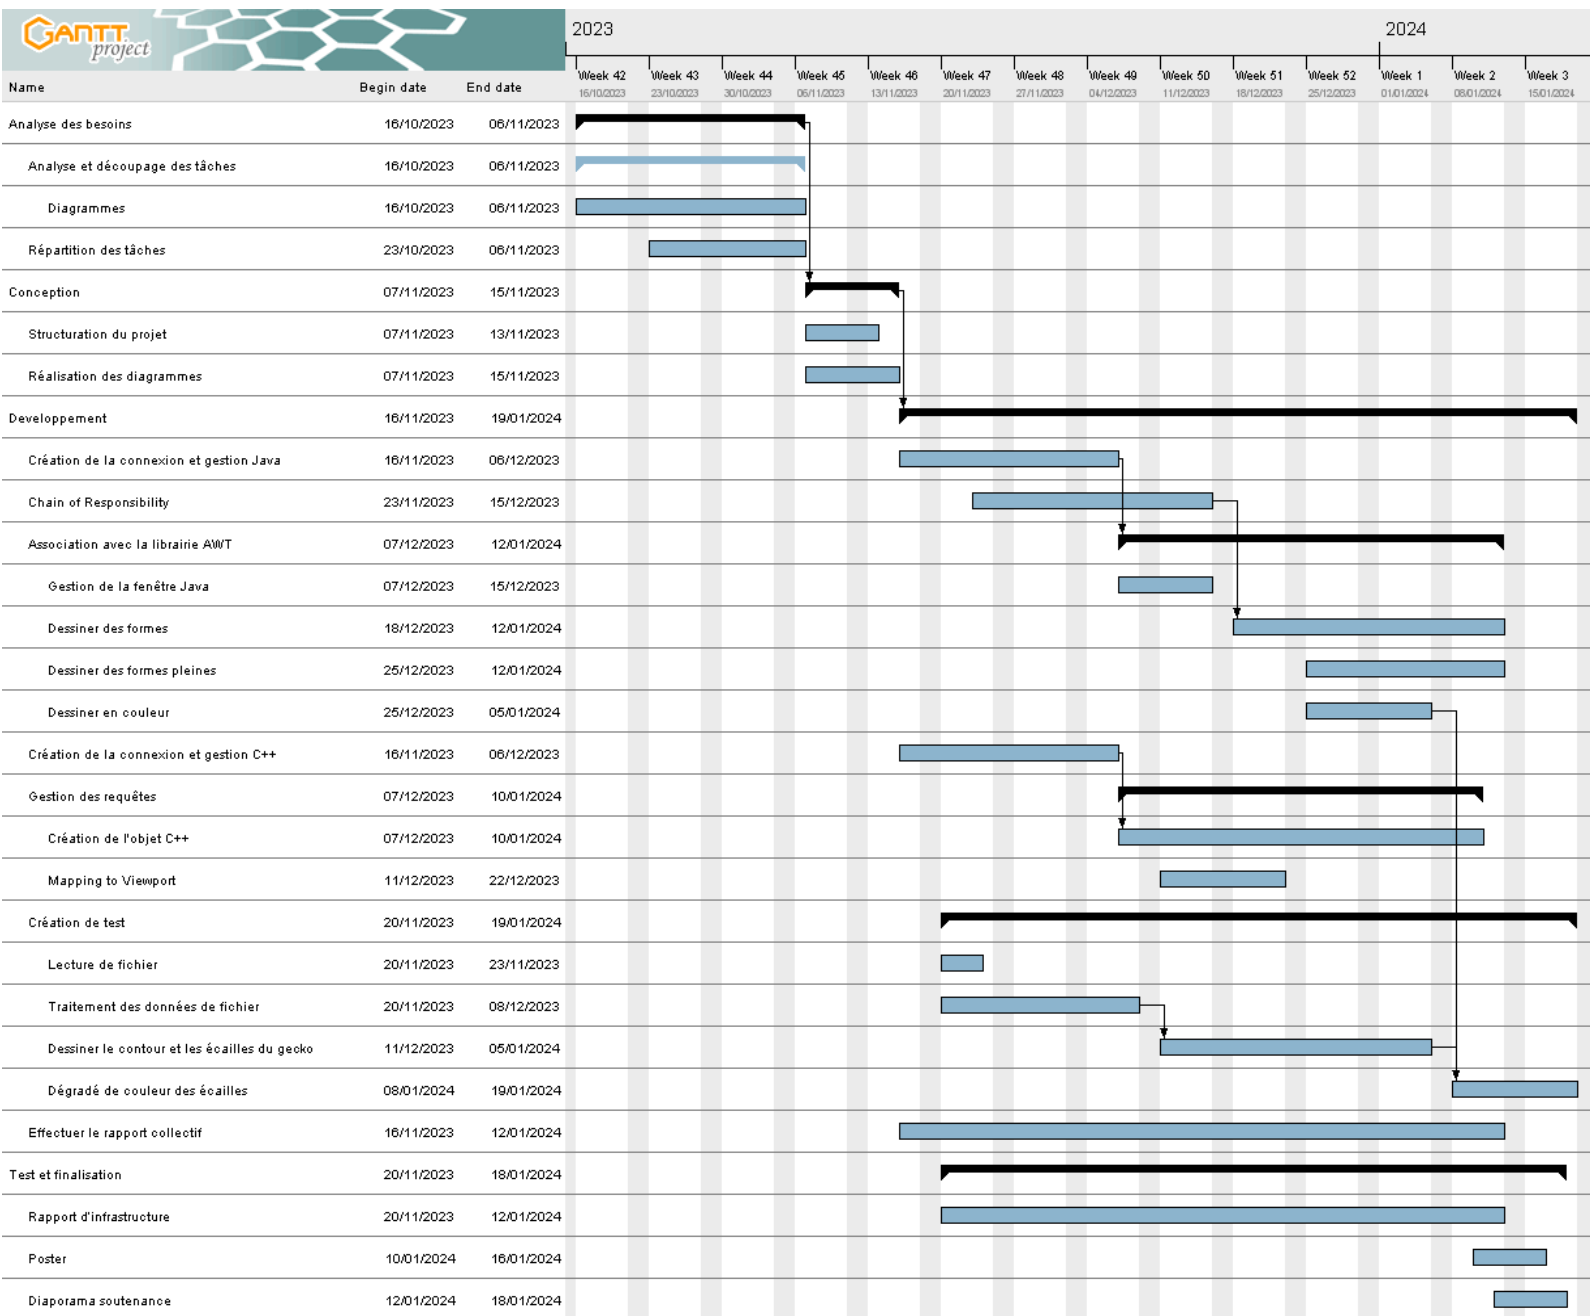 GANTT project
2023 2024
Week 42 Week 43 Week 44 Week 45 Week 46 Week 47 Week 48 Week 49 Week 50 Week 51 Week 52 Week 1 Week 2 Week 3
16/10/2023 23/10/2023 30/10/2023 06/11/2023 13/11/2023 20/11/2023 27/11/2023 04/12/2023 11/12/2023 18/12/2023 25/12/2023 01/01/2024 08/01/2024 15/01/2024
Name Begin date End date
Analyse des besoins 16/10/2023 06/11/2023
Analyse et découpage des tâches 16/10/2023 06/11/2023
Diagrammes 16/10/2023 06/11/2023
Répartition des tâches 23/10/2023 06/11/2023
Conception 07/11/2023 15/11/2023
Structuration du projet 07/11/2023 13/11/2023
Réalisation des diagrammes 07/11/2023 15/11/2023
Developpement 16/11/2023 19/01/2024
Création de la connexion et gestion Java 16/11/2023 06/12/2023
Chain of Responsibility 23/11/2023 15/12/2023
Association avec la librairie AWT 07/12/2023 12/01/2024
Gestion de la fenêtre Java 07/12/2023 15/12/2023
Dessiner des formes 18/12/2023 12/01/2024
Dessiner des formes pleines 25/12/2023 12/01/2024
Dessiner en couleur 25/12/2023 05/01/2024
Création de la connexion et gestion C++ 16/11/2023 06/12/2023
Gestion des requêtes 07/12/2023 10/01/2024
Création de l'objet C++ 07/12/2023 10/01/2024
Mapping to Viewport 11/12/2023 22/12/2023
Création de test 20/11/2023 19/01/2024
Lecture de fichier 20/11/2023 23/11/2023
Traitement des données de fichier 20/11/2023 08/12/2023
Dessiner le contour et les écailles du gecko 11/12/2023 05/01/2024
Dégradé de couleur des écailles 08/01/2024 19/01/2024
Effectuer le rapport collectif 16/11/2023 12/01/2024
Test et finalisation 20/11/2023 18/01/2024
Rapport d'infrastructure 20/11/2023 12/01/2024
Poster 10/01/2024 16/01/2024
Diaporama soutenance 12/01/2024 18/01/2024